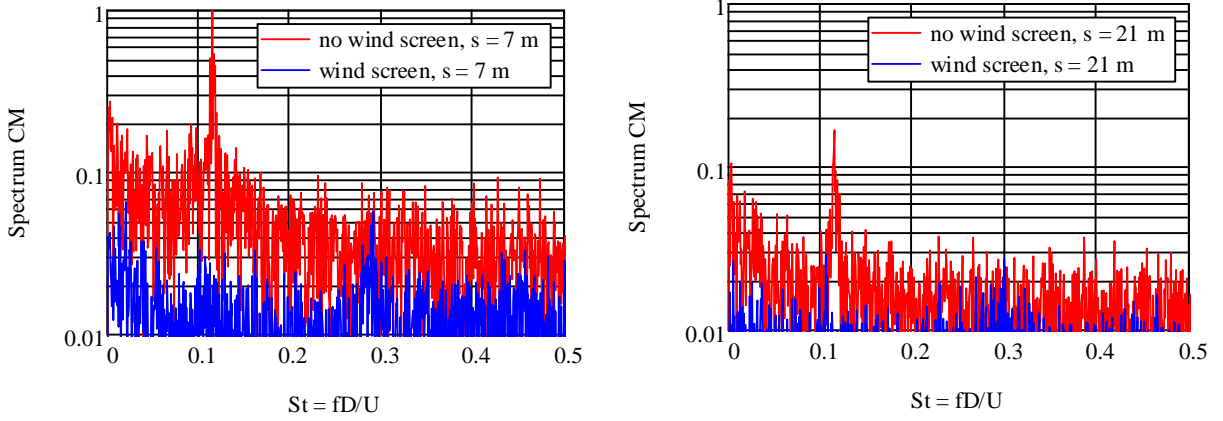 1
no wind screen, s = 7 m
wind screen, s = 7 m
Spectrum CM
0.1
0.01
0 0.1 0.2 0.3 0.4 0.5
St = fD/U
1
no wind screen, s = 21 m
wind screen, s = 21 m
Spectrum CM
0.1
0.01
0 0.1 0.2 0.3 0.4 0.5
St = fD/U